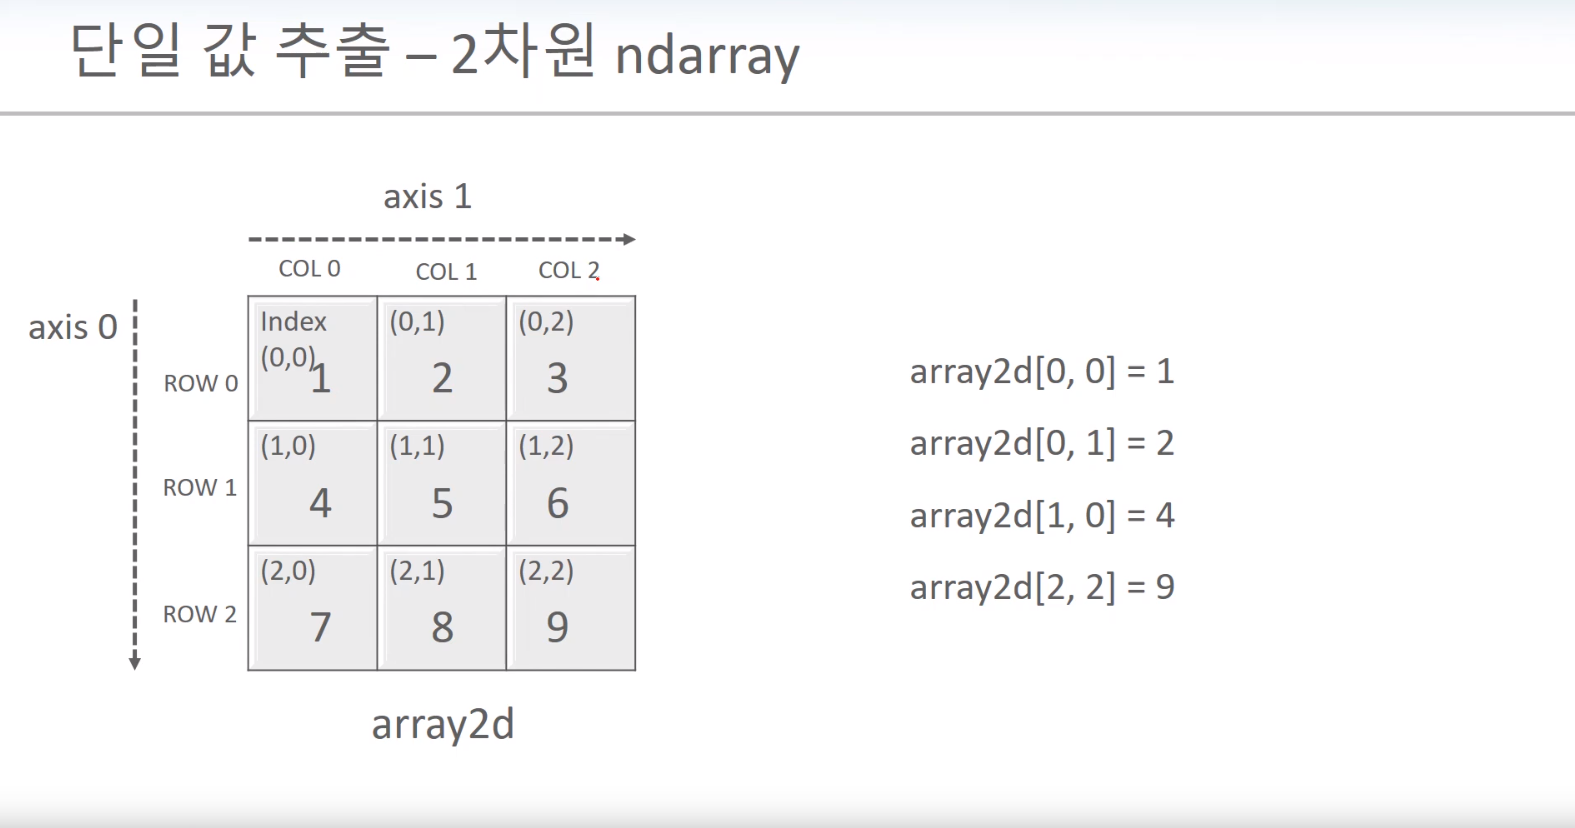 단일 값 추출 – 2차원 ndarray
axis 1
COL 0 COL 1 COL 2
axis 0
Index (0,1) (0,2)
(0,0)
ROW 0 1 2 3
(1,0) (1,1) (1,2)
ROW 1 4 5 6
(2,0) (2,1) (2,2)
ROW 2 7 8 9
array2d
array2d[0, 0] = 1
array2d[0, 1] = 2
array2d[1, 0] = 4
array2d[2, 2] = 9